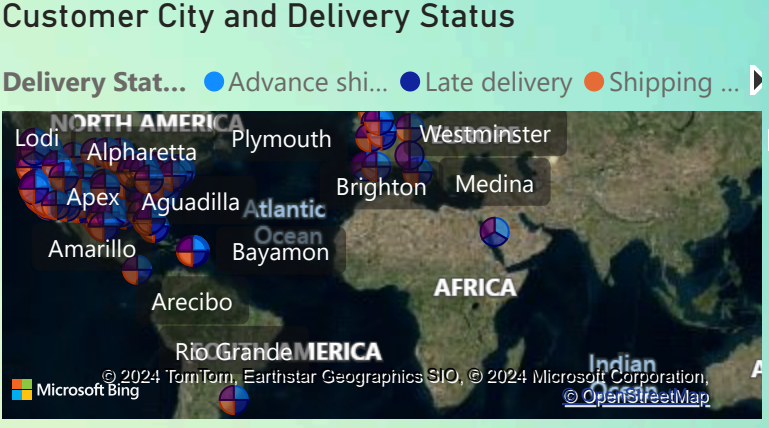 Customer City and Delivery Status
Delivery Stat... Advance shi... Late delivery Shipping ...
NORTH AMERICA
Lodi
Plymouth
Westminster
Alpharetta
Brighton
Medina
Apex
Aguadilla
Atlantic
Ocean
Amarillo
Bayamon
AFRICA
Arecibo
Rio Grande
AMERICA
Indian
Ocean
© 2024 TomTom, Earthstar Geographics SIO, © 2024 Microsoft Corporation,
© OpenStreetMap
Microsoft Bing